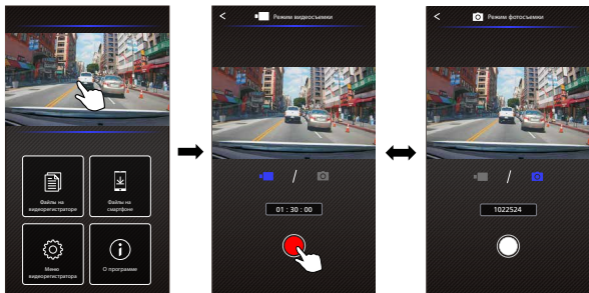 Файлы на
видеорегистраторе
Файлы на
смартфоне
Меню
видеорегистратора
О программе
< Режим видеосъемки
/
01 : 30 : 00
< Режим фотосъемки
/
1022524